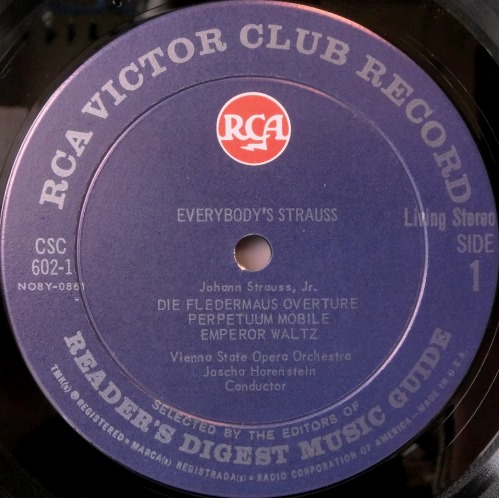 RCA VICTOR CLUB RECORD
RCA
EVERYBODY'S STRAUSS
Living Stereo
CSC
602-1
N08Y-0861
SIDE
1
Johann Strauss, Jr.
DIE FLEDERMAUS OVERTURE
PERPETUUM MOBILE
EMPEROR WALTZ
Vienna State Opera Orchestra
Jascha Horenstein
Conductor
SELECTED BY THE EDITORS OF
READER'S DIGEST MUSIC GUIDE
TMK(s) ® REGISTERED • MARCA(s) REGISTRADA(s) • RADIO CORPORATION OF AMERICA—MADE IN U.S.A.